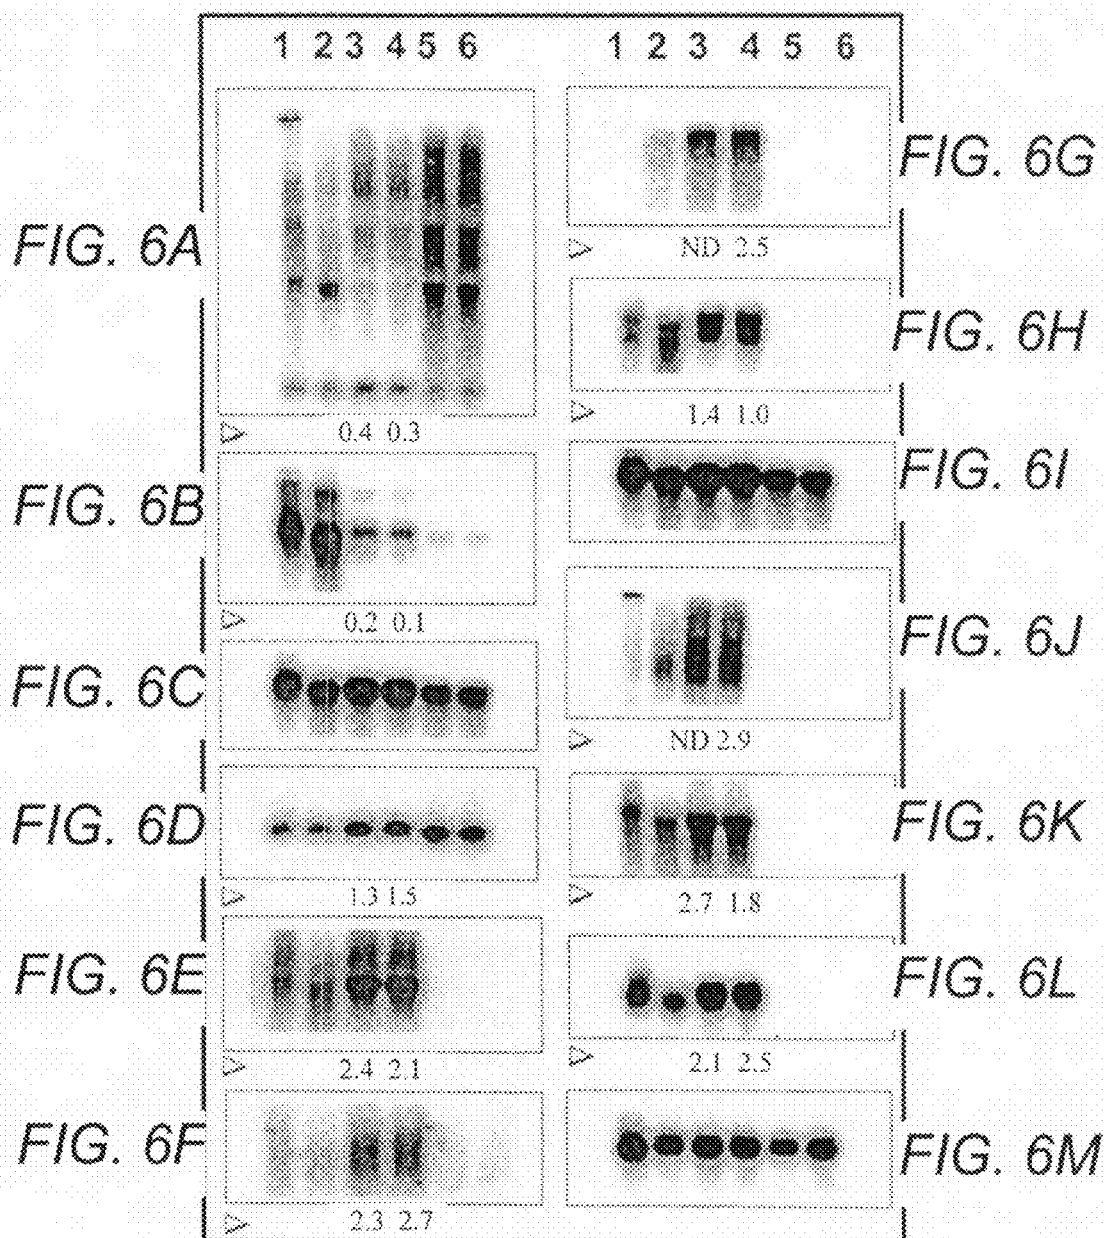 1 2 3 4 5 6
1 2 3 4 5 6
FIG. 6A
0.4 0.3
FIG. 6B
0.2 0.1
FIG. 6C
FIG. 6D
1.3 1.5
FIG. 6E
2.4 2.1
FIG. 6F
2.3 2.7
FIG. 6G
ND 2.5
FIG. 6H
1.4 1.0
FIG. 6I
FIG. 6J
ND 2.9
FIG. 6K
2.7 1.8
FIG. 6L
2.1 2.5
FIG. 6M